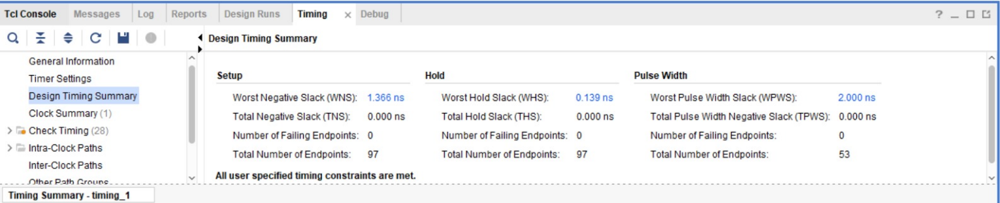 Tcl Console Messages Log Reports Design Runs Timing × Debug ? _
Design Timing Summary
General Information
Timer Settings
Design Timing Summary
Clock Summary (1)
Check Timing (28)
Intra-Clock Paths
Inter-Clock Paths
Other Path Groups
Setup Hold Pulse Width
Worst Negative Slack (WNS): 1.366 ns Worst Hold Slack (WHS): 0.139 ns Worst Pulse Width Slack (WPWS): 2.000 ns
Total Negative Slack (TNS): 0.000 ns Total Hold Slack (THS): 0.000 ns Total Pulse Width Negative Slack (TPWS): 0.000 ns
Number of Failing Endpoints: 0 Number of Failing Endpoints: 0 Number of Failing Endpoints: 0
Total Number of Endpoints: 97 Total Number of Endpoints: 97 Total Number of Endpoints: 53
All user specified timing constraints are met.
Timing Summary - timing_1